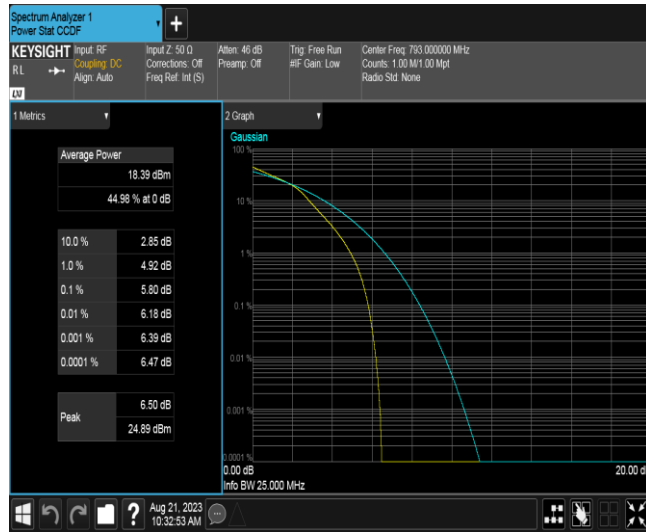 Spectrum Analyzer 1
Power Stat CCDF
+
KEYSIGHT Input: RF Input Z: 50 Ω Atten: 46 dB Trig: Free Run Center Freq: 793.000000 MHz
RL Coupling: DC Corrections: Off Preamp: Off #IF Gain: Low Counts: 1.00 M/1.00 Mpt
Align: Auto Freq Ref: Int (S) Radio Std: None
LXI
1 Metrics
Average Power
18.39 dBm
44.98 % at 0 dB
10.0 % 2.85 dB
1.0 % 4.92 dB
0.1 % 5.80 dB
0.01 % 6.18 dB
0.001 % 6.39 dB
0.0001 % 6.47 dB
Peak 6.50 dB
24.89 dBm
2 Graph
Gaussian
100 %
10 %
1 %
0.1 %
0.01 %
0.001 %
0.0001 %
0.00 dB 20.00 d
Info BW 25.000 MHz
? Aug 21, 2023
10:32:53 AM